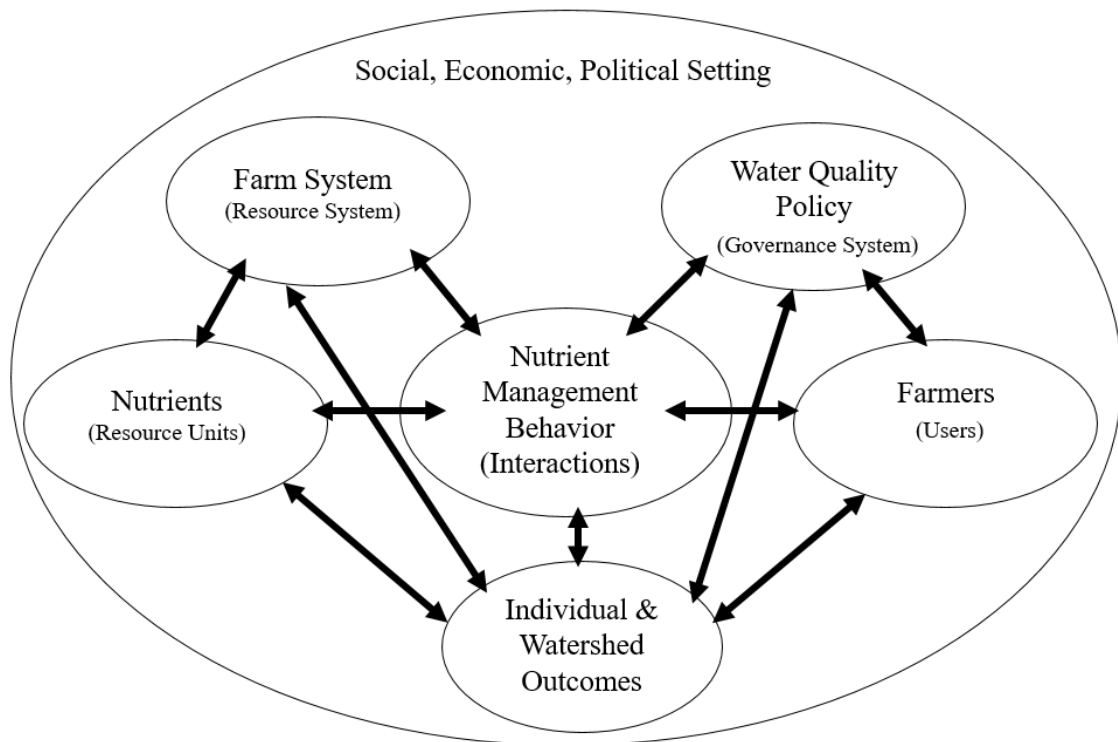 Social, Economic, Political Setting
Farm System
(Resource System)
Water Quality
Policy
(Governance System)
Nutrients
(Resource Units)
Nutrient
Management
Behavior
(Interactions)
Farmers
(Users)
Individual &
Watershed
Outcomes